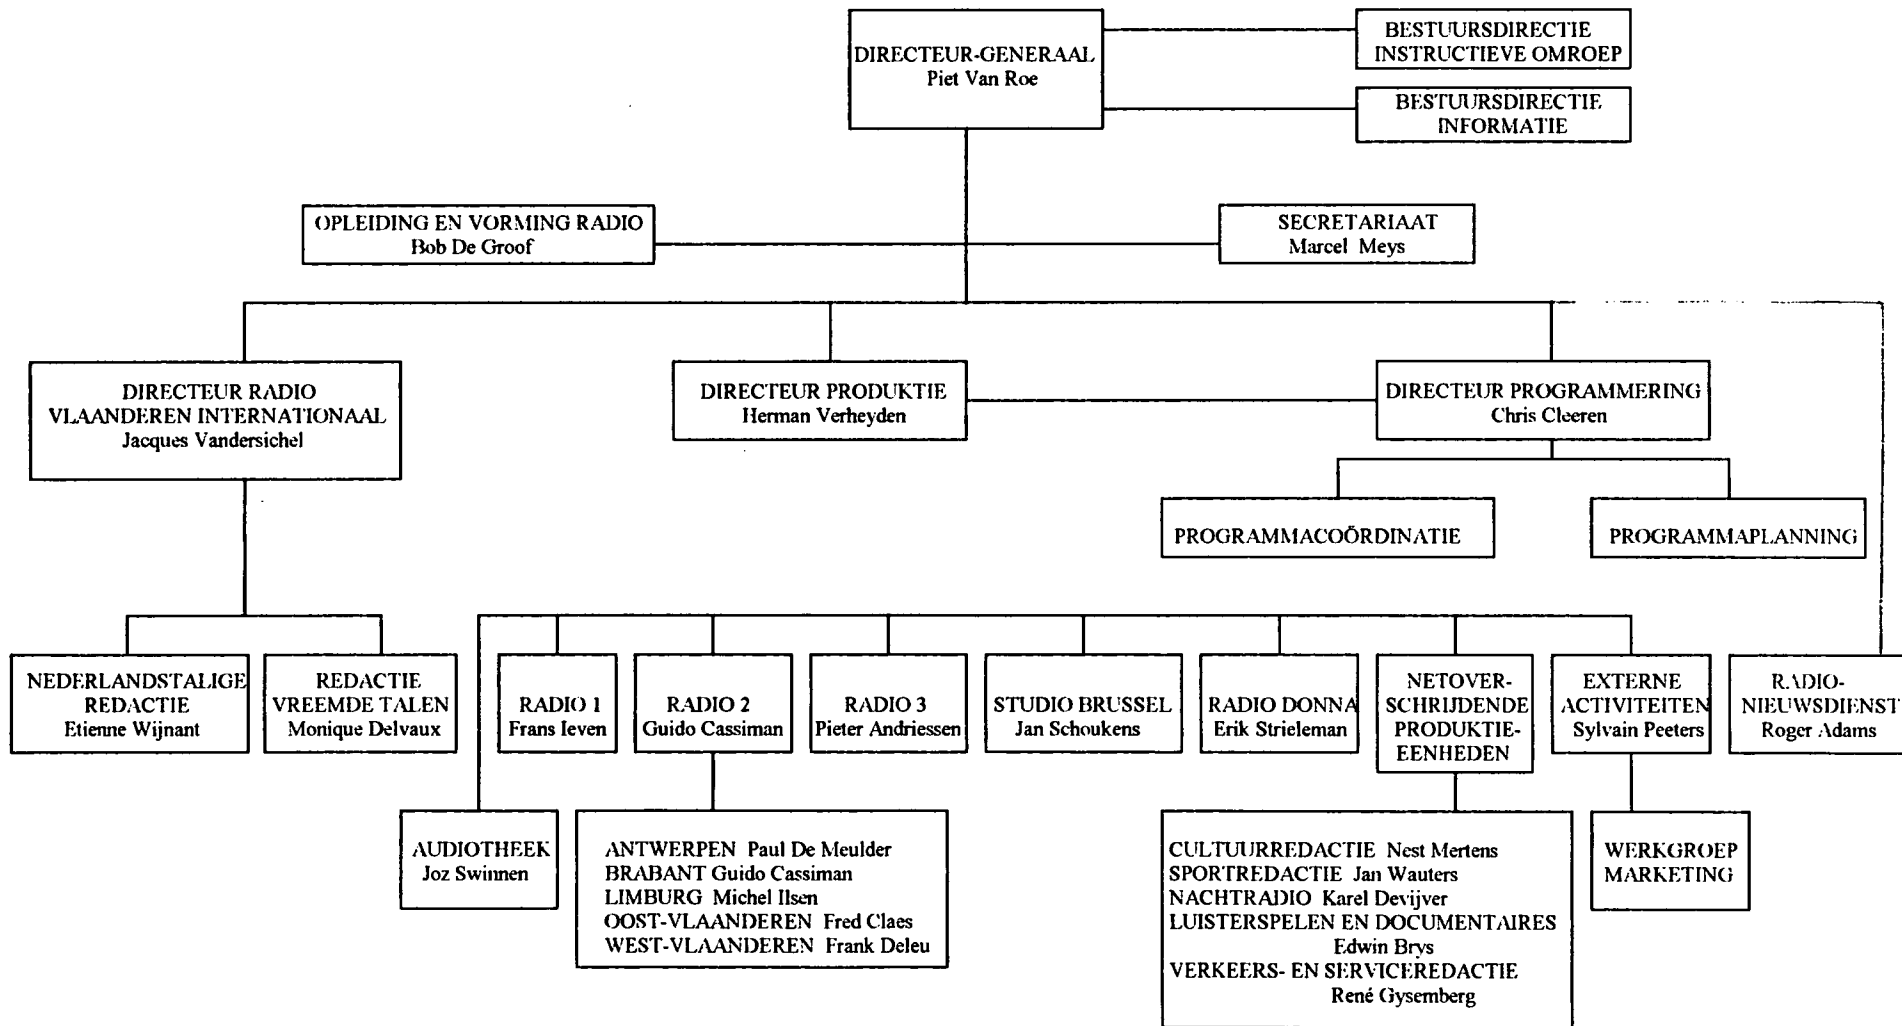 DIRECTEUR-GENERAAL
Piet Van Roe
BESTUURSDIRECTIE
INSTRUCTIEVE OMROEP
BESTUURSDIRECTIE
INFORMATIE
OPLEIDING EN VORMING RADIO
Bob De Groof
SECRETARIAAT
Marcel Meys
DIRECTEUR RADIO
VLAANDEREN INTERNATIONAAL
Jacques Vandersichel
DIRECTEUR PRODUKTIE
Herman Verheyden
DIRECTEUR PROGRAMMERING
Chris Cleeren
PROGRAMMACOÖRDINATIE
PROGRAMMAPLANNING
NEDERLANDSTALIGE
REDACTIE
Etienne Wijnant
REDACTIE
VREEMDE TALEN
Monique Delvaux
RADIO 1
Frans Ieven
RADIO 2
Guido Cassiman
RADIO 3
Pieter Andriessen
STUDIO BRUSSEL
Jan Schoukens
RADIO DONNA
Erik Strieleman
NETOVER-
SCHRIJDENDE
PRODUKTIE-
EENHEDEN
EXTERNE
ACTIVITEITEN
Sylvain Peeters
RADIO-
NIEUWSDIENST
Roger Adams
AUDIOTHEEK
Joz Swinnen
ANTWERPEN Paul De Meulder
BRABANT Guido Cassiman
LIMBURG Michel Ilsen
OOST-VLAANDEREN Fred Claes
WEST-VLAANDEREN Frank Deleu
CULTUURREDACTIE Nest Mertens
SPORTREDACTIE Jan Wauters
NACHTRADIO Karel Devijver
LUISTERSPELEN EN DOCUMENTAIRES
Edwin Brys
VERKEERS- EN SERVICEREDACTIE
René Gysemberg
WERKGROEP
MARKETING